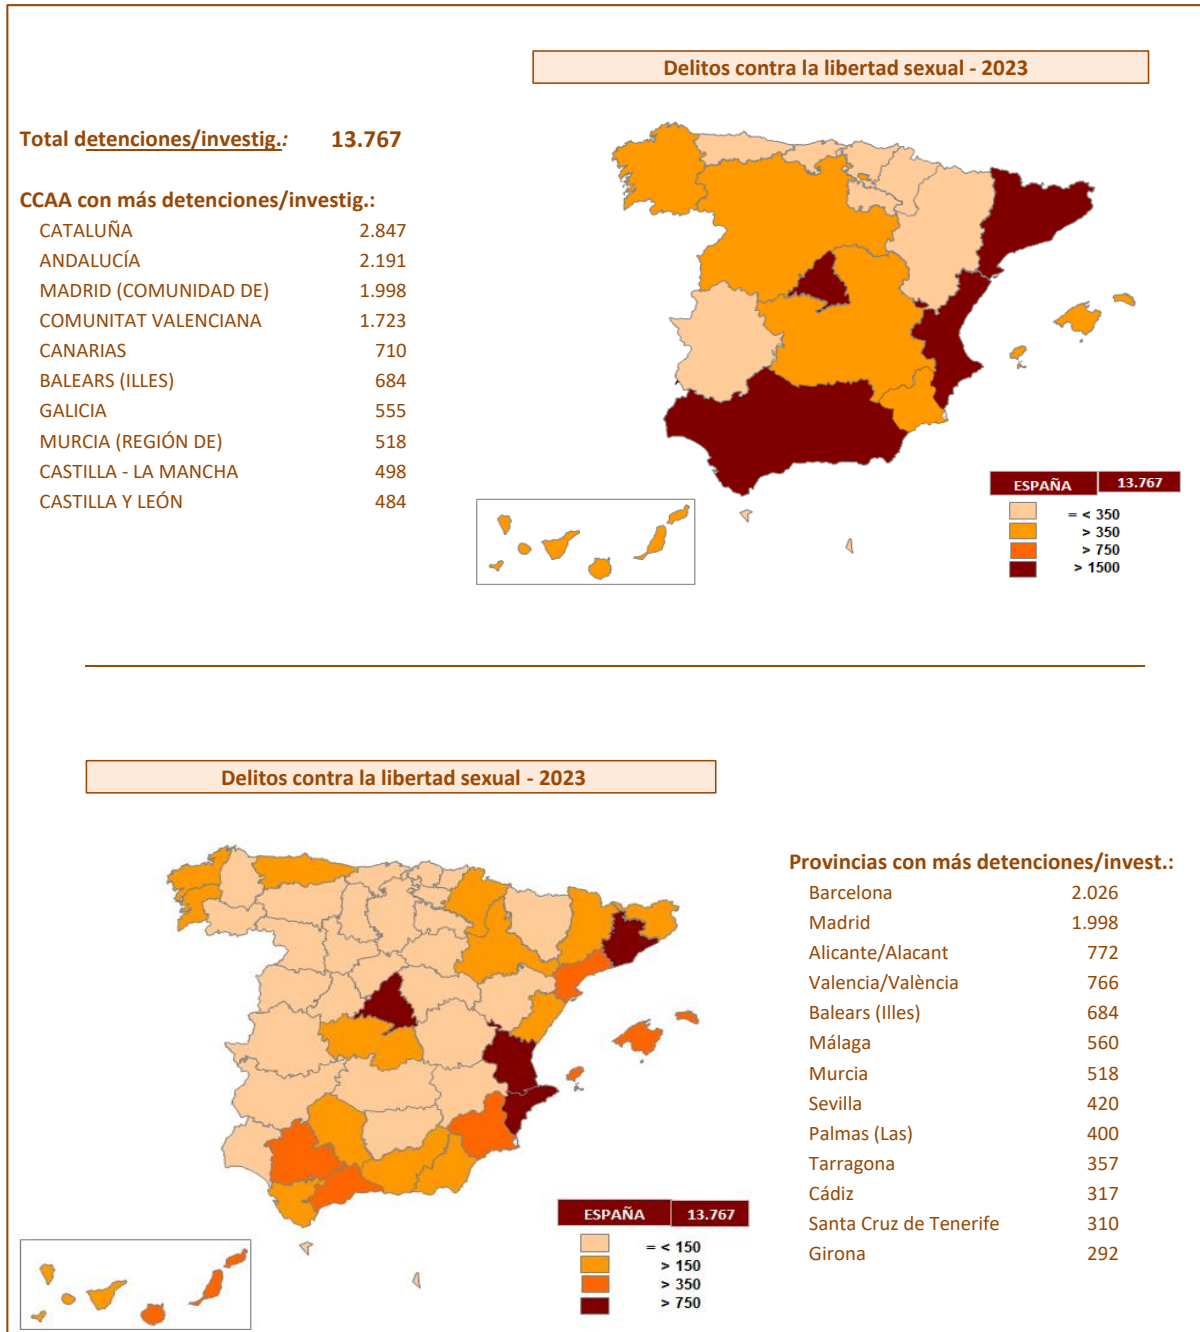 Delitos contra la libertad sexual - 2023
Total detenciones/investig.: 13.767
CCAA con más detenciones/investig.:
CATALUÑA 2.847
ANDALUCÍA 2.191
MADRID (COMUNIDAD DE) 1.998
COMUNITAT VALENCIANA 1.723
CANARIAS 710
BALEARS (ILLES) 684
GALICIA 555
MURCIA (REGIÓN DE) 518
CASTILLA - LA MANCHA 498
CASTILLA Y LEÓN 484
ESPAÑA 13.767
= < 350
> 350
> 750
> 1500
Delitos contra la libertad sexual - 2023
Provincias con más detenciones/invest.:
Barcelona 2.026
Madrid 1.998
Alicante/Alacant 772
Valencia/València 766
Balears (Illes) 684
Málaga 560
Murcia 518
Sevilla 420
Palmas (Las) 400
Tarragona 357
Cádiz 317
Santa Cruz de Tenerife 310
Girona 292
ESPAÑA 13.767
= < 150
> 150
> 350
> 750